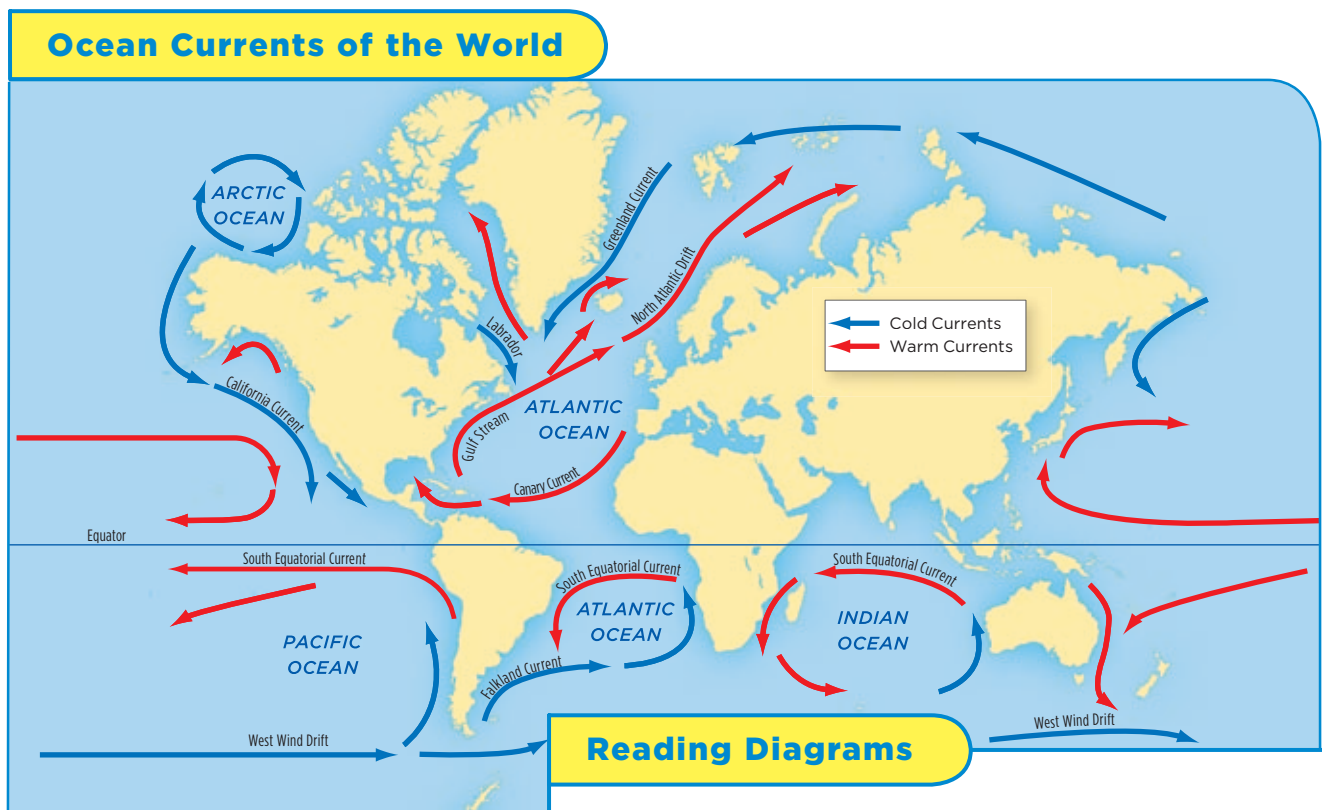 Ocean Currents of the World
ARCTIC
OCEAN
Greenland Current
North Atlantic Drift
Labrador
Cold Currents
Warm Currents
California Current
ATLANTIC
OCEAN
Gulf Stream
Canary Current
Equator
South Equatorial Current
South Equatorial Current
South Equatorial Current
ATLANTIC
OCEAN
INDIAN
OCEAN
PACIFIC
OCEAN
Falkland Current
West Wind Drift
West Wind Drift
Reading Diagrams